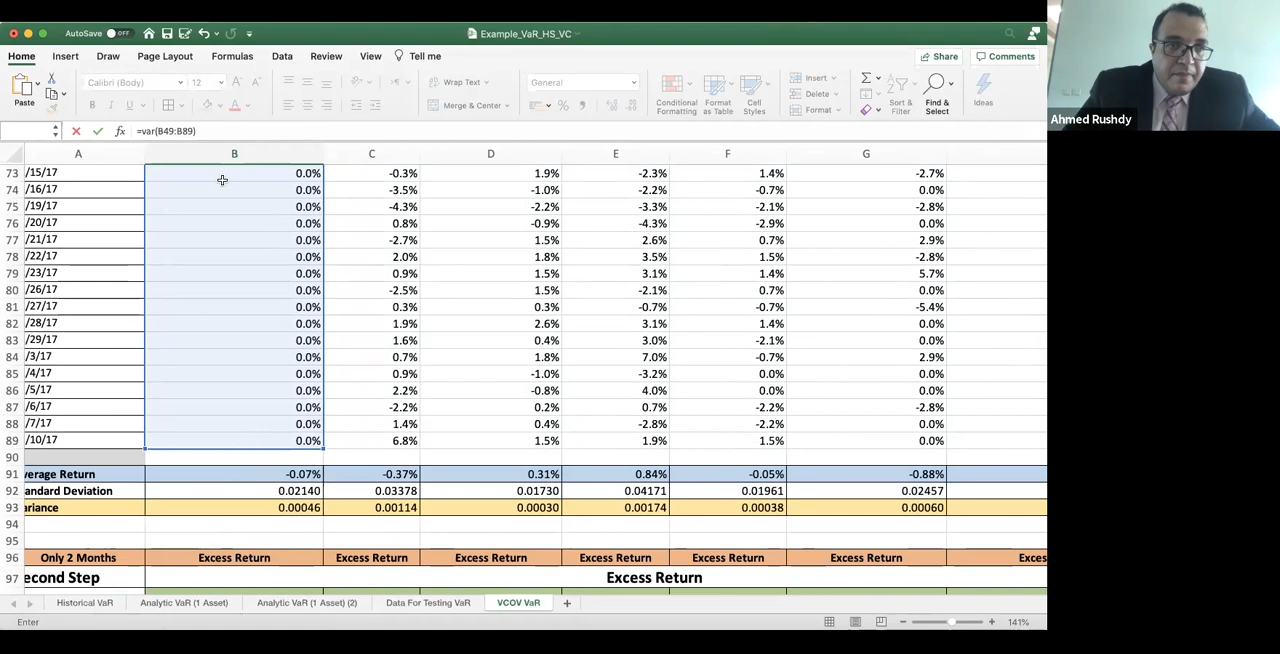 AutoSave OFF Example_VaR_HS_VC
Home Insert Draw Page Layout Formulas Data Review View Tell me Share Comments
Paste Calibri (Body) 12 Wrap Text General Conditional Formatting Format as Table Cell Styles Insert Sort & Filter Find & Select Ideas
B I U Merge & Center Delete
Format
fx =var(B49:B89)
Ahmed Rushdy
A B C D E F G
73 /15/17 0.0% -0.3% 1.9% -2.3% 1.4% -2.7%
74 /16/17 0.0% -3.5% -1.0% -2.2% -0.7% 0.0%
75 /19/17 0.0% -4.3% -2.2% -3.3% -2.1% -2.8%
76 /20/17 0.0% 0.8% -0.9% -4.3% -2.9% 0.0%
77 /21/17 0.0% -2.7% 1.5% 2.6% 0.7% 2.9%
78 /22/17 0.0% 2.0% 1.8% 3.5% 1.5% -2.8%
79 /23/17 0.0% 0.9% 1.5% 3.1% 1.4% 5.7%
80 /26/17 0.0% -2.5% 1.5% -2.1% 0.7% 0.0%
81 /27/17 0.0% 0.3% 0.3% -0.7% -0.7% -5.4%
82 /28/17 0.0% 1.9% 2.6% 3.1% 1.4% 0.0%
83 /29/17 0.0% 1.6% 0.4% 3.0% -2.1% 0.0%
84 /3/17 0.0% 0.7% 1.8% 7.0% -0.7% 2.9%
85 /4/17 0.0% 0.9% -1.0% -3.2% 0.0% 0.0%
86 /5/17 0.0% 2.2% -0.8% 4.0% 0.0% 0.0%
87 /6/17 0.0% -2.2% 0.2% 0.7% -2.2% -2.8%
88 /7/17 0.0% 1.4% 0.4% -2.8% -2.2% 0.0%
89 /10/17 0.0% 6.8% 1.5% 1.9% 1.5% 0.0%
90
91 verage Return -0.07% -0.37% 0.31% 0.84% -0.05% -0.88%
92 andard Deviation 0.02140 0.03378 0.01730 0.04171 0.01961 0.02457
93 ariance 0.00046 0.00114 0.00030 0.00174 0.00038 0.00060
94
95
96 Only 2 Months Excess Return Excess Return Excess Return Excess Return Excess Return Excess Return Exces
97 econd Step Excess Return
Historical VaR Analytic VaR (1 Asset) Analytic VaR (1 Asset) (2) Data For Testing VaR VCOV VaR
Enter 141%